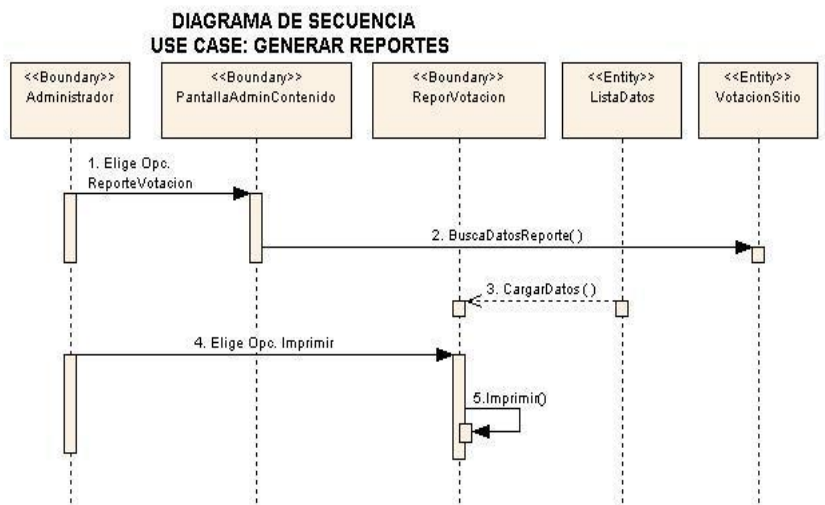 DIAGRAMA DE SECUENCIA
USE CASE: GENERAR REPORTES
<<Boundary>>
Administrador
<<Boundary>>
PantallaAdminContenido
<<Boundary>>
ReporVotacion
<<Entity>>
ListaDatos
<<Entity>>
VotacionSitio
1. Elige Opc.
ReporteVotacion
2. BuscaDatosReporte( )
3. CargarDatos ( )
4. Elige Opc. Imprimir
5.Imprimir()